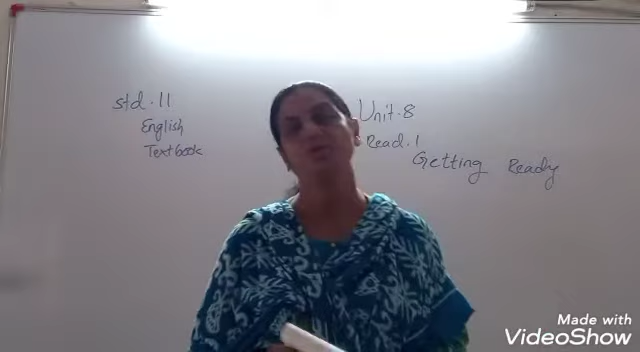 std. 11
English
Textbook
Unit. 8
Read. 1
Getting Ready
Made with
VideoShow